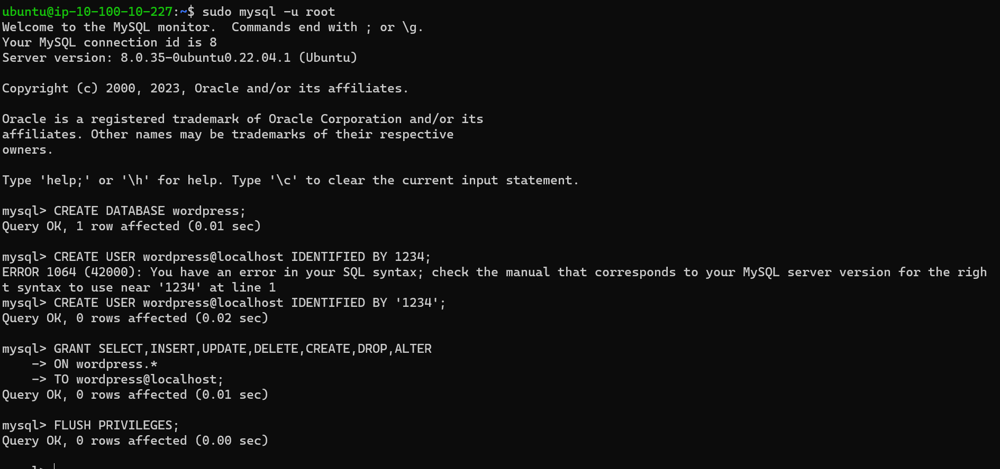 ubuntu@ip-10-100-10-227:~$ sudo mysql -u root
Welcome to the MySQL monitor.  Commands end with ; or \g.
Your MySQL connection id is 8
Server version: 8.0.35-0ubuntu0.22.04.1 (Ubuntu)

Copyright (c) 2000, 2023, Oracle and/or its affiliates.

Oracle is a registered trademark of Oracle Corporation and/or its
affiliates. Other names may be trademarks of their respective
owners.

Type 'help;' or '\h' for help. Type '\c' to clear the current input statement.

mysql> CREATE DATABASE wordpress;
Query OK, 1 row affected (0.01 sec)

mysql> CREATE USER wordpress@localhost IDENTIFIED BY 1234;
ERROR 1064 (42000): You have an error in your SQL syntax; check the manual that corresponds to your MySQL server version for the righ
t syntax to use near '1234' at line 1
mysql> CREATE USER wordpress@localhost IDENTIFIED BY '1234';
Query OK, 0 rows affected (0.02 sec)

mysql> GRANT SELECT,INSERT,UPDATE,DELETE,CREATE,DROP,ALTER
    -> ON wordpress.*
    -> TO wordpress@localhost;
Query OK, 0 rows affected (0.01 sec)

mysql> FLUSH PRIVILEGES;
Query OK, 0 rows affected (0.00 sec)